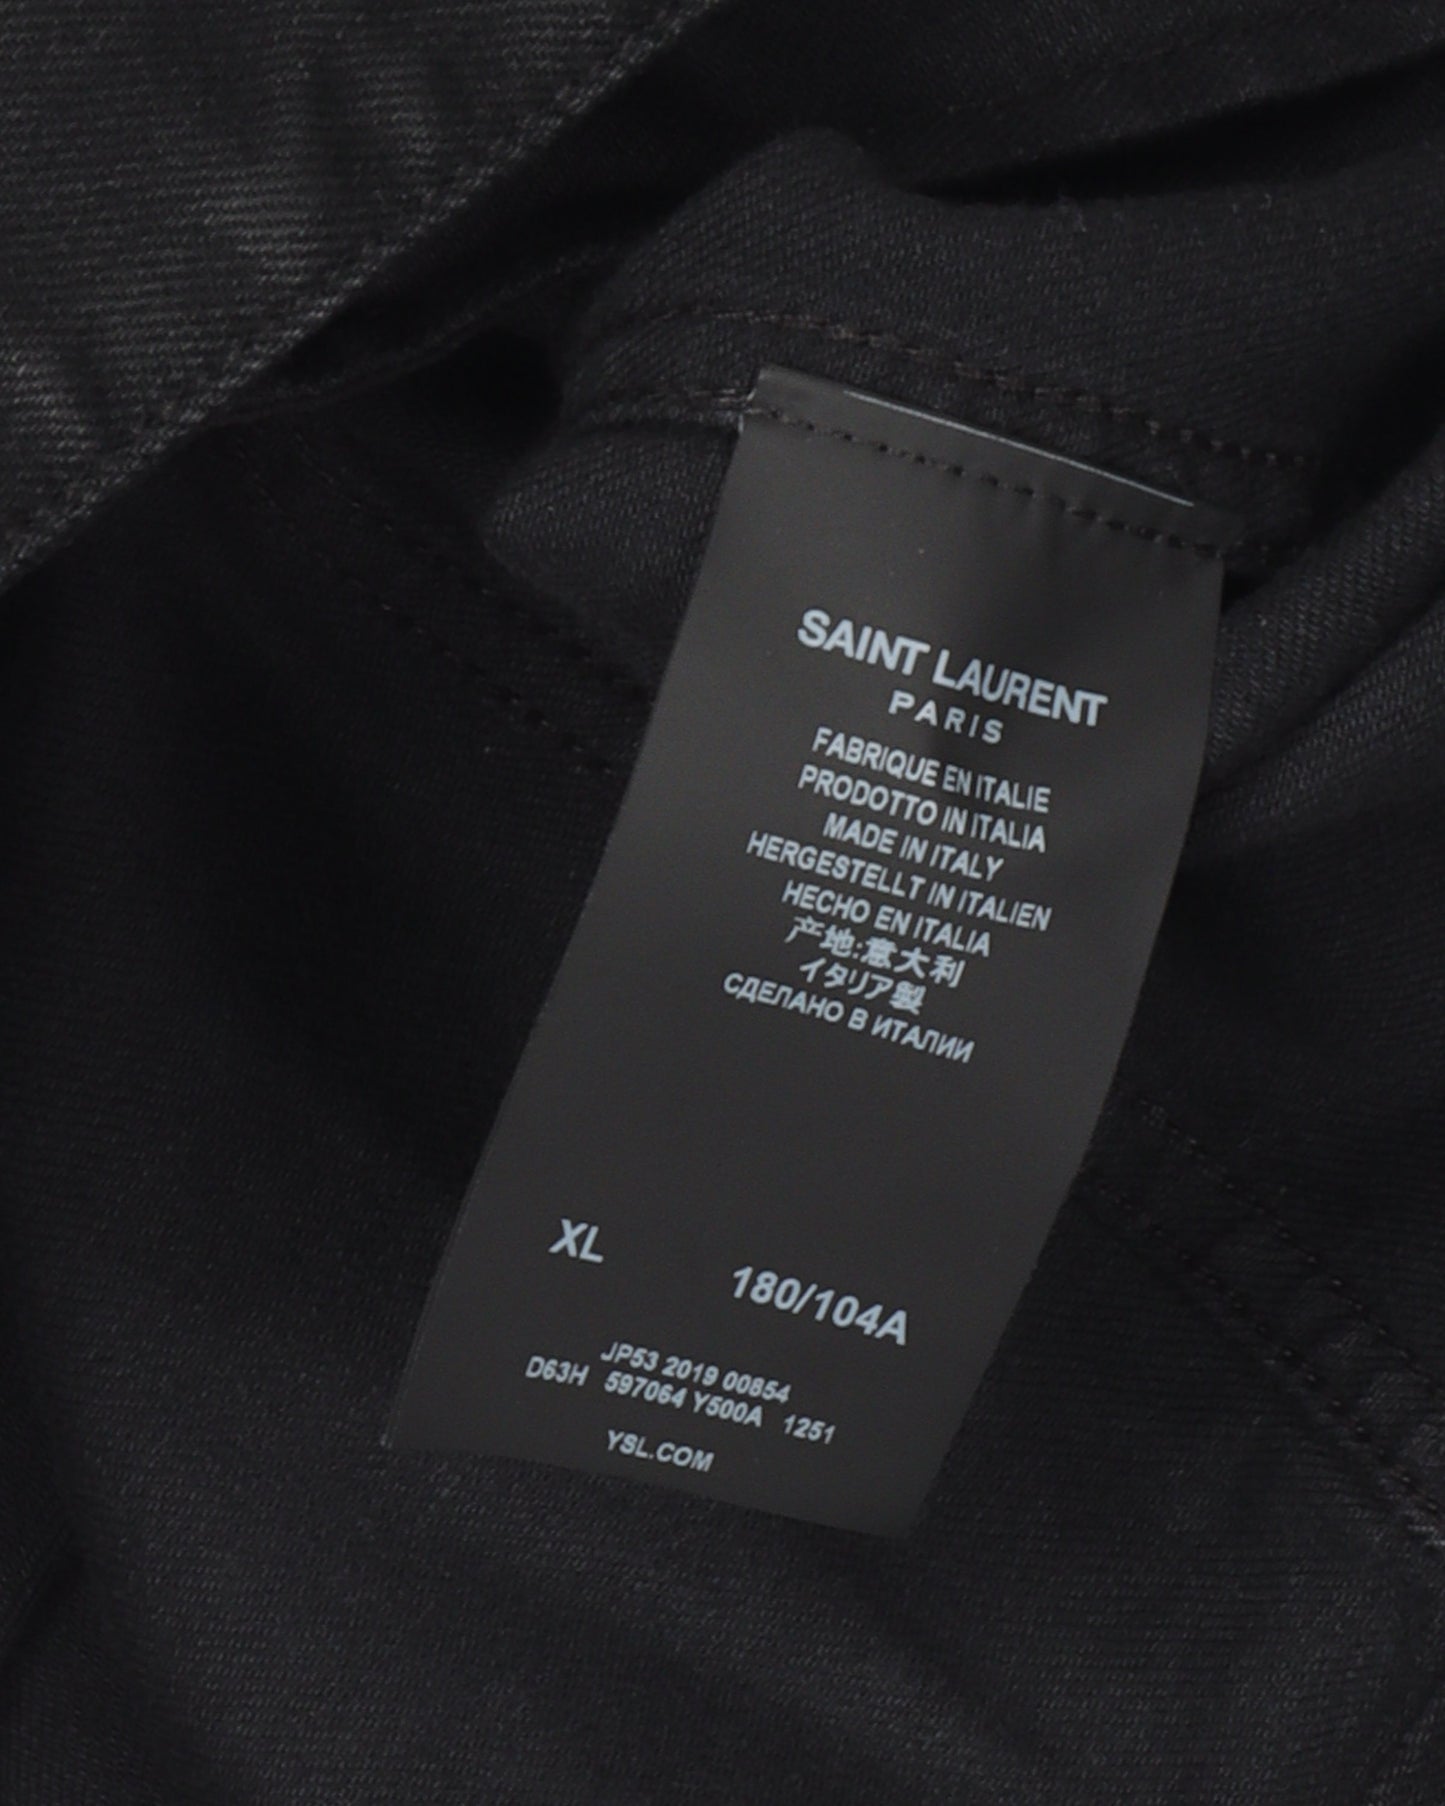 SAINT LAURENT
PARIS
FABRIQUE EN ITALIE
PRODOTTO IN ITALIA
MADE IN ITALY
HERGESTELLT IN ITALIEN
HECHO EN ITALIA
产地:意大利
イタリア製
СДЕЛАНО В ИТАЛИИ
XL 180/104A
JP53 2019 00854
D63H 597064 Y500A 1251
YSL.COM